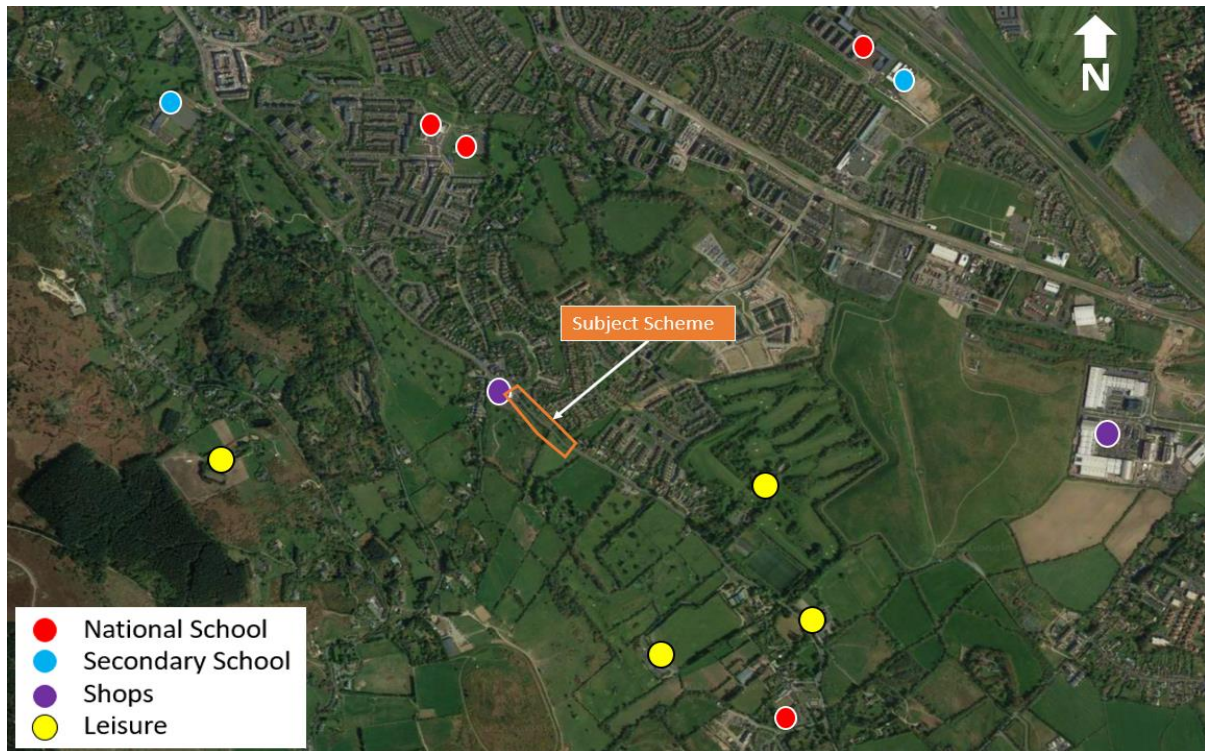 N
Subject Scheme
National School
Secondary School
Shops
Leisure